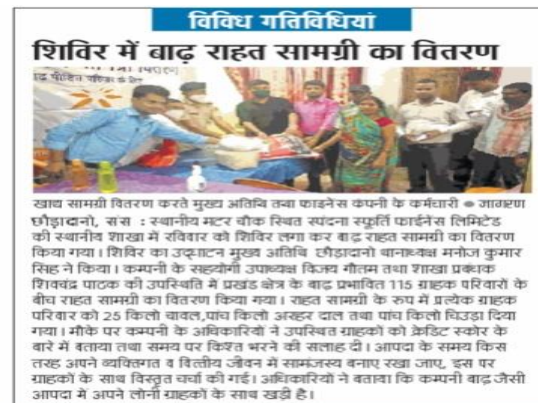 विविध गतिविधियां
शिविर में बाढ़ राहत सामग्री का वितरण
खाद्य सामग्री वितरण करते मुख्य अतिथि तथा फाइनेंस कंपनी के कर्मचारी ● जागरण
छौड़ादानो, संस : स्थानीय मटर चौक स्थित स्पंदना स्फूर्ति फाईनेंस लिमिटेड
की स्थानीय शाखा में रविवार को शिविर लगा कर बाढ़ राहत सामग्री का वितरण
किया गया। शिविर का उद्घाटन मुख्य अतिथि छौड़ादानो थानाध्यक्ष मनोज कुमार
सिंह ने किया। कम्पनी के सहयोगी उपाध्यक्ष विजय गौतम तथा शाखा प्रबंधक
शिवचंद्र पाठक की उपस्थिति में प्रखंड क्षेत्र के बाढ़ प्रभावित 115 ग्राहक परिवारों के
बीच राहत सामग्री का वितरण किया गया। राहत सामग्री के रुप में प्रत्येक ग्राहक
परिवार को 25 किलो चावल,पांच किलो अरहर दाल तथा पांच किलो चिउड़ा दिया
गया। मौके पर कम्पनी के अधिकारियों ने उपस्थित ग्राहकों को क्रेडिट स्कोर के
बारे में बताया तथा समय पर किश्त भरने की सलाह दी। आपदा के समय किस
तरह अपने व्यक्तिगत व वित्तीय जीवन में सामंजस्य बनाए रखा जाए, इस पर
ग्राहकों के साथ विस्तृत चर्चा की गई। अधिकारियों ने बताया कि कम्पनी बाढ़ जैसी
आपदा में अपने लोनी ग्राहकों के साथ खड़ी है।